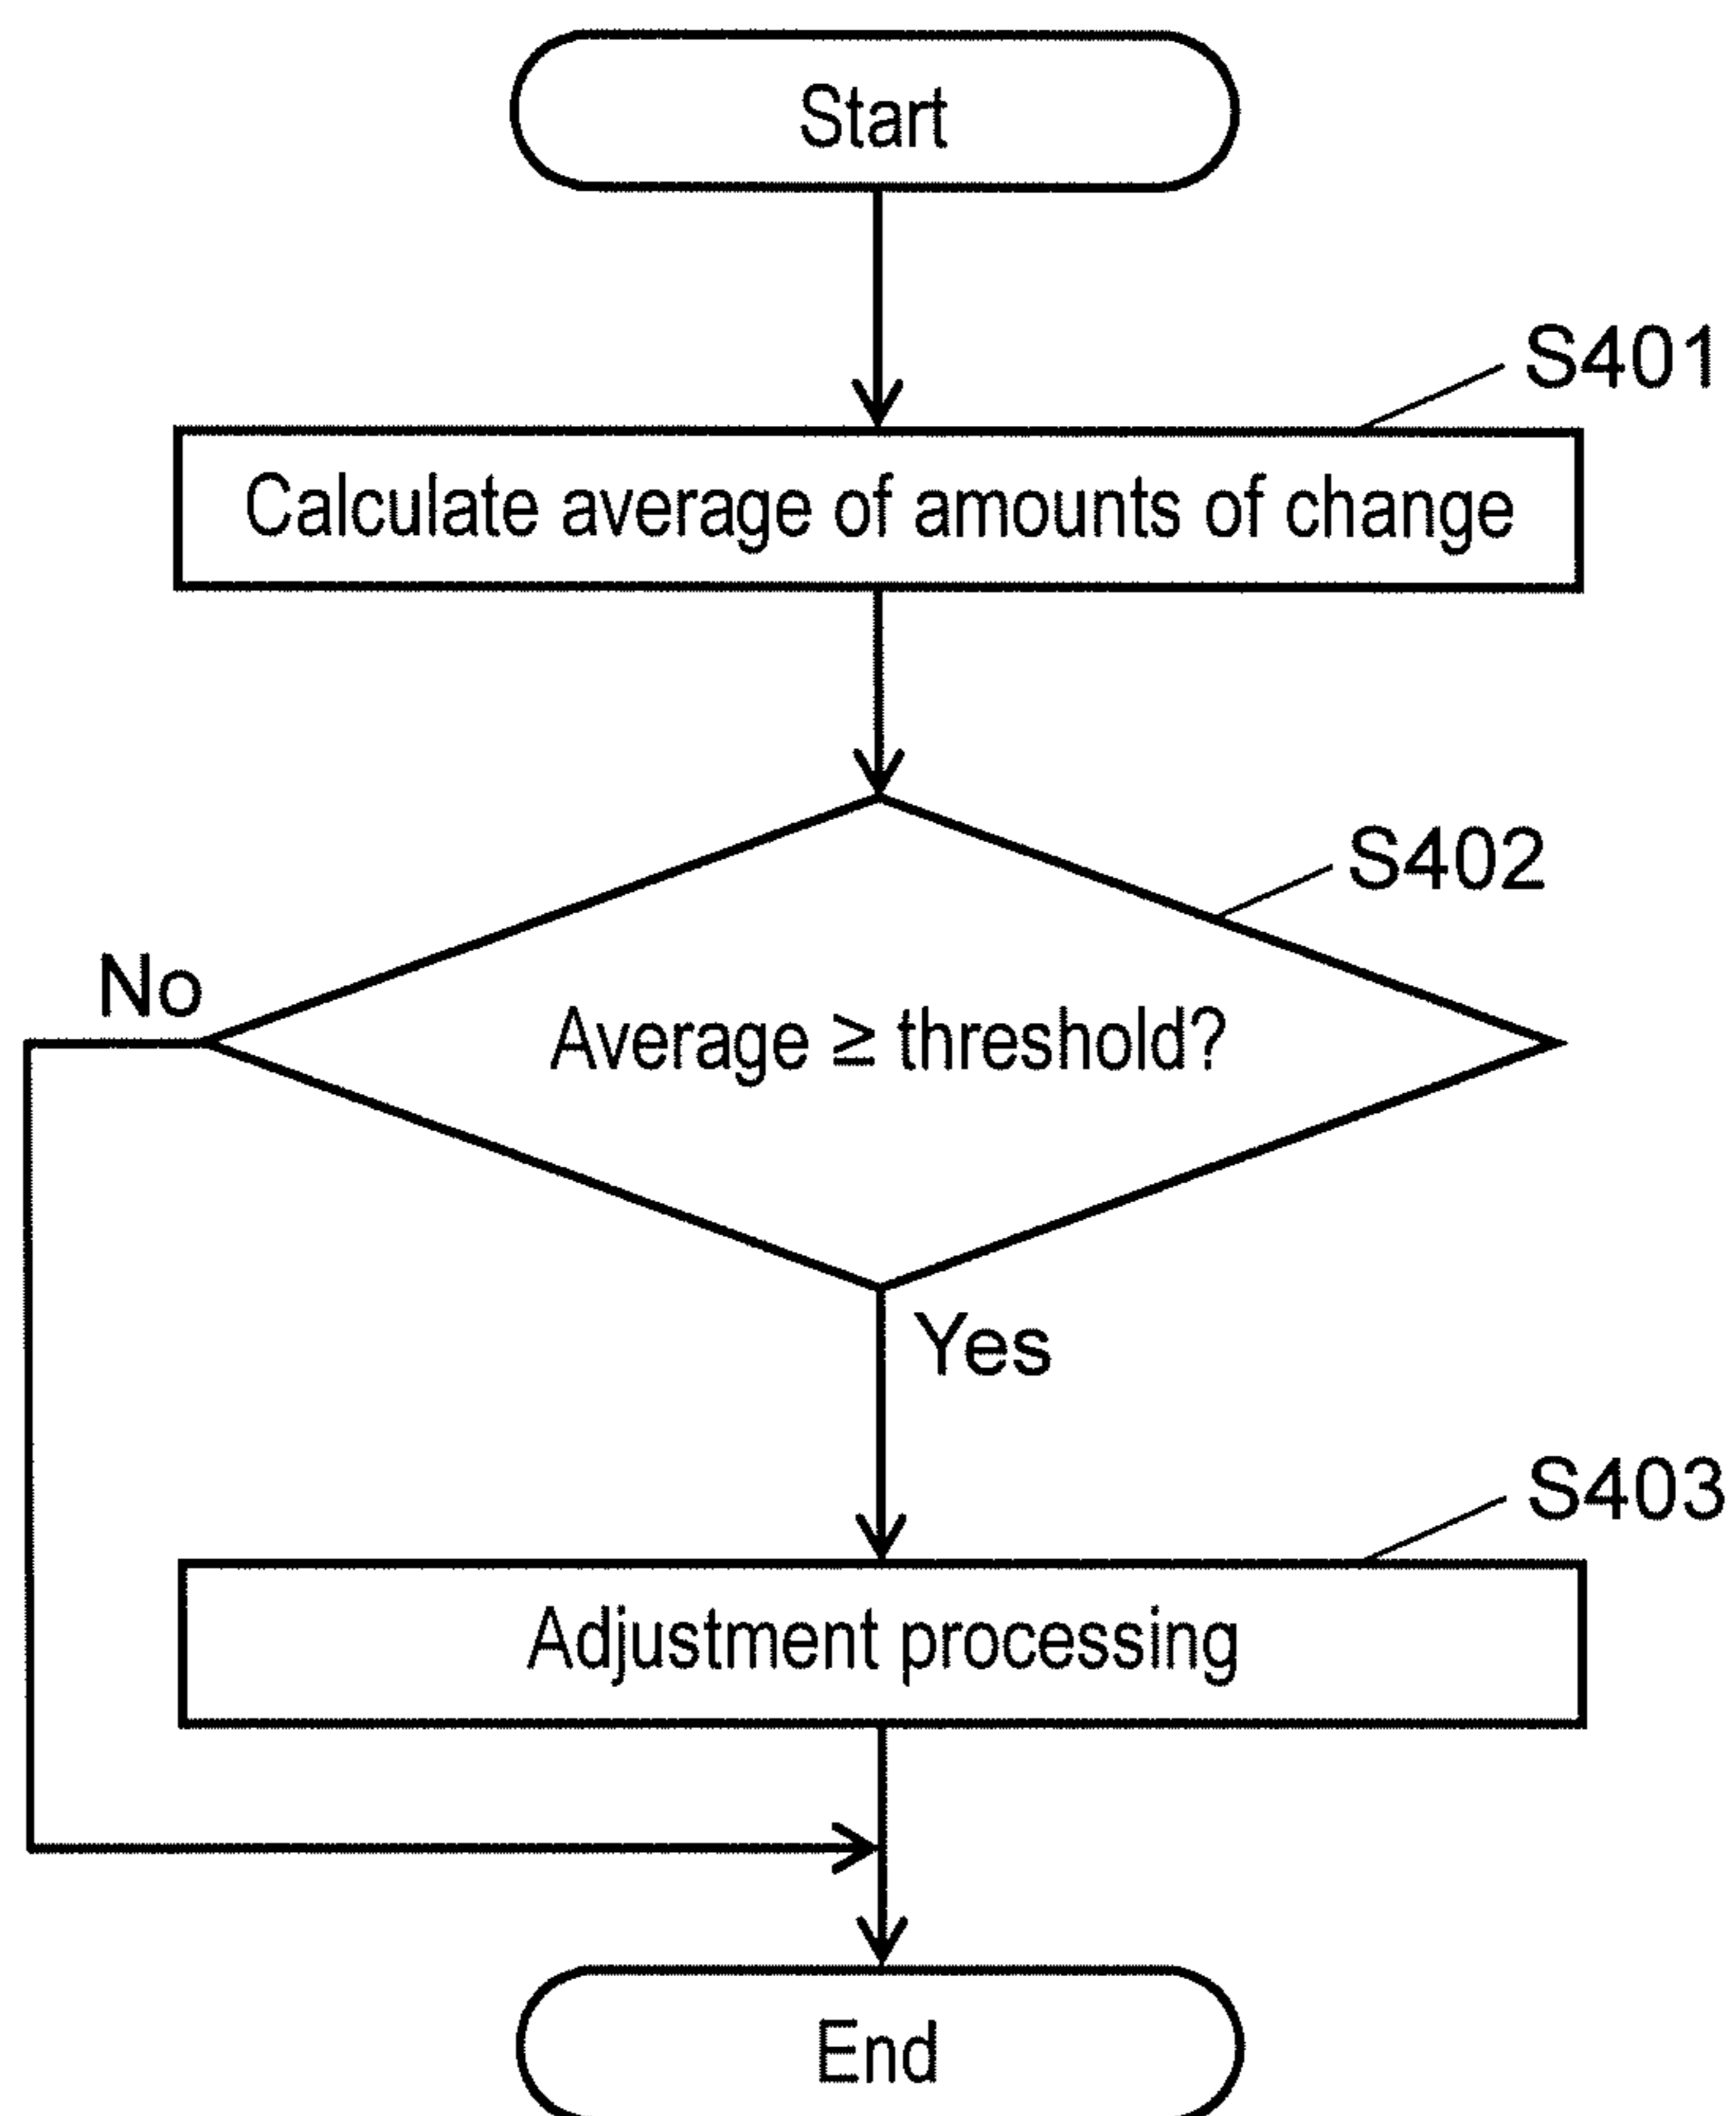 Start
S401
Calculate average of amounts of change
S402
No
Average ≥ threshold?
Yes
S403
Adjustment processing
End